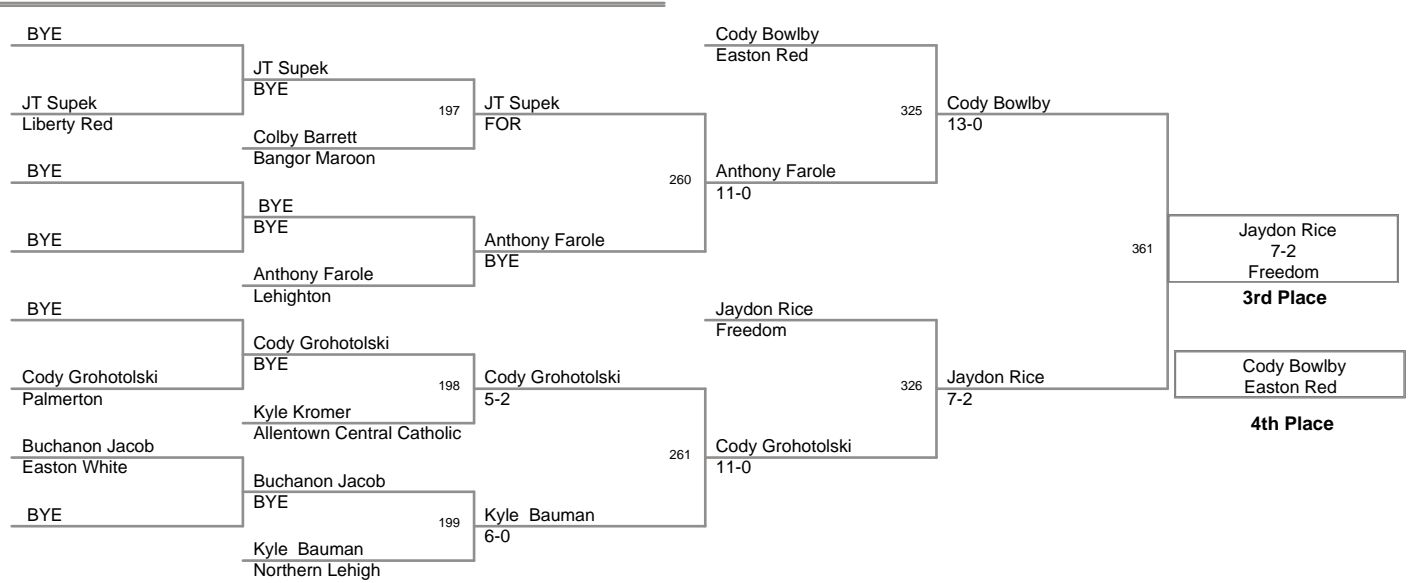 BYE
JT Supek
Liberty Red
BYE
BYE
BYE
Cody Grohotolski
Palmerton
Buchanon Jacob
Easton White
BYE
JT Supek
BYE
197
Colby Barrett
Bangor Maroon
BYE
BYE
Anthony Farole
Lehighton
Cody Grohotolski
BYE
198
Kyle Kromer
Allentown Central Catholic
Buchanon Jacob
BYE
199
Kyle Bauman
Northern Lehigh
JT Supek
FOR
260
Anthony Farole
BYE
Cody Grohotolski
5-2
261
Kyle Bauman
6-0
Cody Bowlby
Easton Red
325
Anthony Farole
11-0
Jaydon Rice
Freedom
326
Cody Grohotolski
11-0
Cody Bowlby
13-0
361
Jaydon Rice
7-2
Jaydon Rice
7-2
Freedom
3rd Place
Cody Bowlby
Easton Red
4th Place